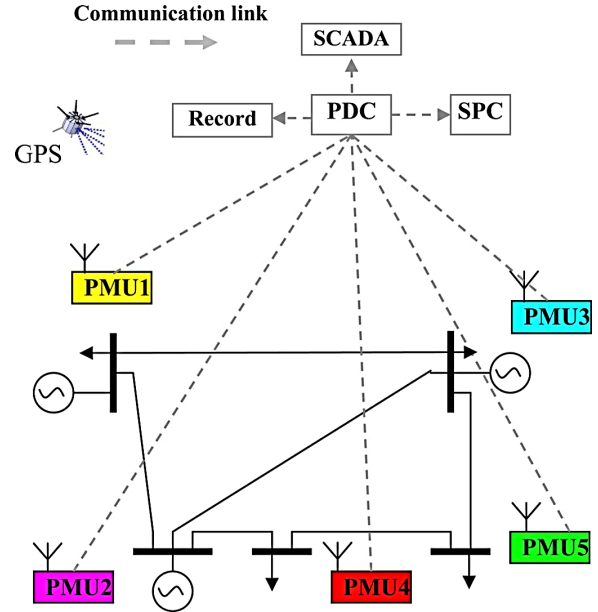 Communication link
SCADA
Record
PDC
SPC
GPS
PMU1
PMU3
PMU5
PMU2
PMU4